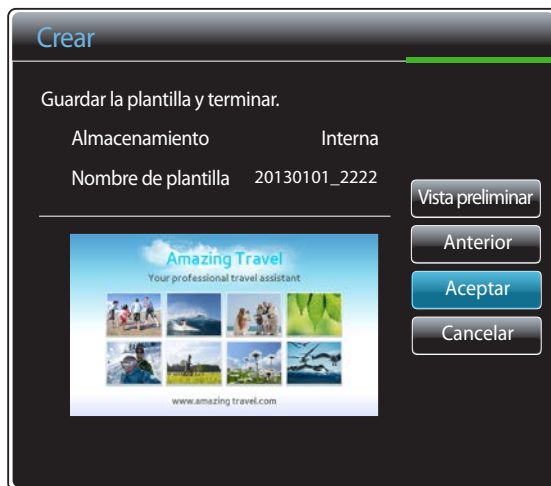 Crear
Guardar la plantilla y terminar.
Almacenamiento Interna
Nombre de plantilla 20130101_2222
Vista preliminar
Anterior
Aceptar
Cancelar
Amazing Travel
Your professional travel assistant
www.amazing travel.com